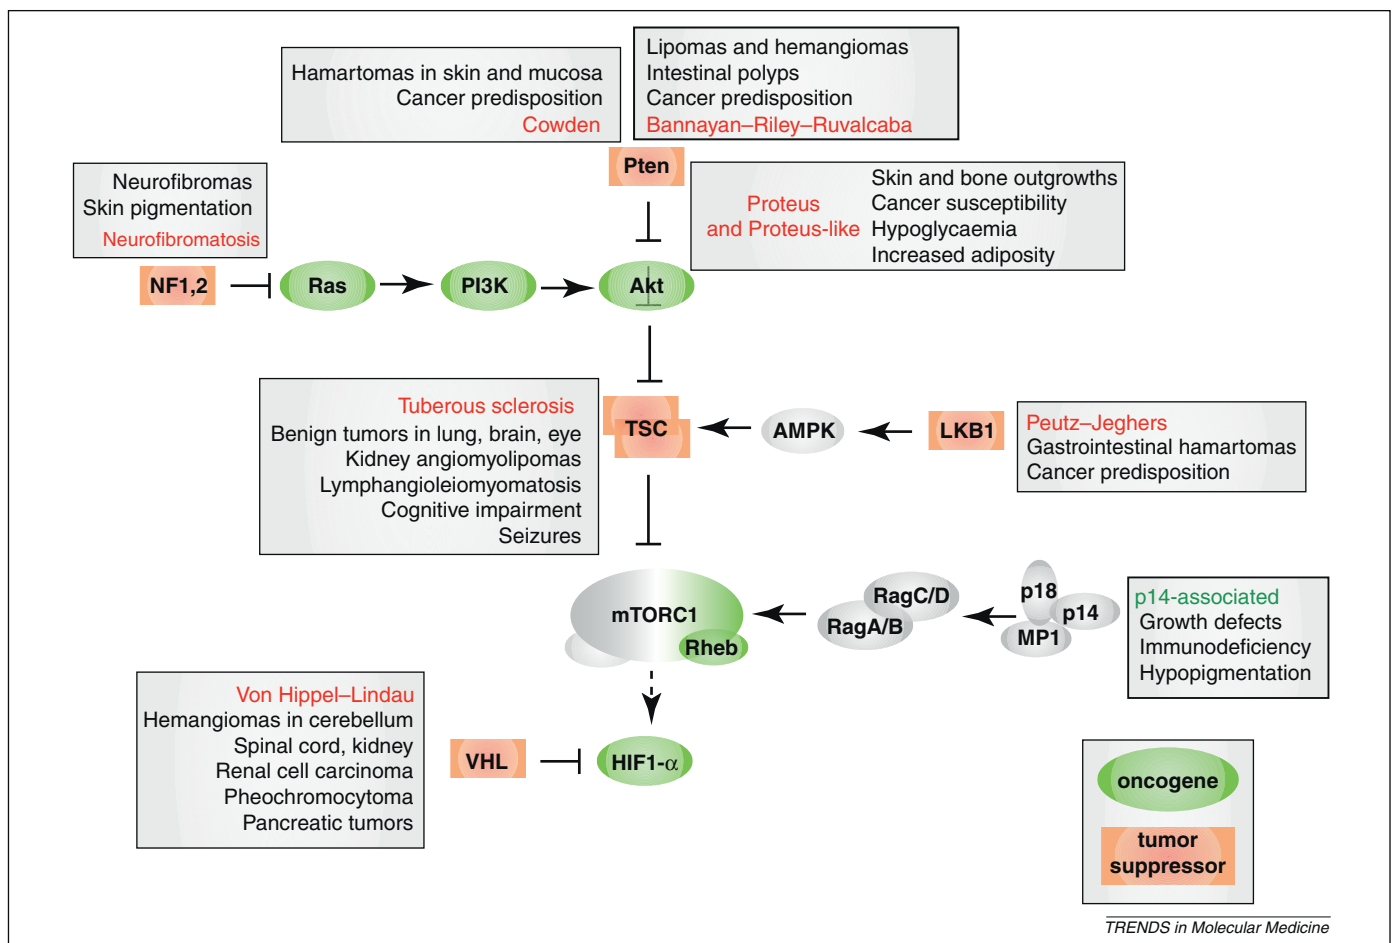 Hamartomas in skin and mucosa
Cancer predisposition
Cowden
Lipomas and hemangiomas
Intestinal polyps
Cancer predisposition
Bannayan–Riley–Ruvalcaba
Pten
Neurofibromas
Skin pigmentation
Neurofibromatosis
Proteus
and Proteus-like
Skin and bone outgrowths
Cancer susceptibility
Hypoglycaemia
Increased adiposity
NF1,2
Ras
PI3K
Akt
Tuberous sclerosis
Benign tumors in lung, brain, eye
Kidney angiomyolipomas
Lymphangioleiomyomatosis
Cognitive impairment
Seizures
TSC
AMPK
LKB1
Peutz–Jeghers
Gastrointestinal hamartomas
Cancer predisposition
mTORC1
Rheb
RagC/D
RagA/B
p18
p14
MP1
p14-associated
Growth defects
Immunodeficiency
Hypopigmentation
Von Hippel–Lindau
Hemangiomas in cerebellum
Spinal cord, kidney
Renal cell carcinoma
Pheochromocytoma
Pancreatic tumors
VHL
HIF1-α
oncogene
tumor
suppressor
TRENDS in Molecular Medicine